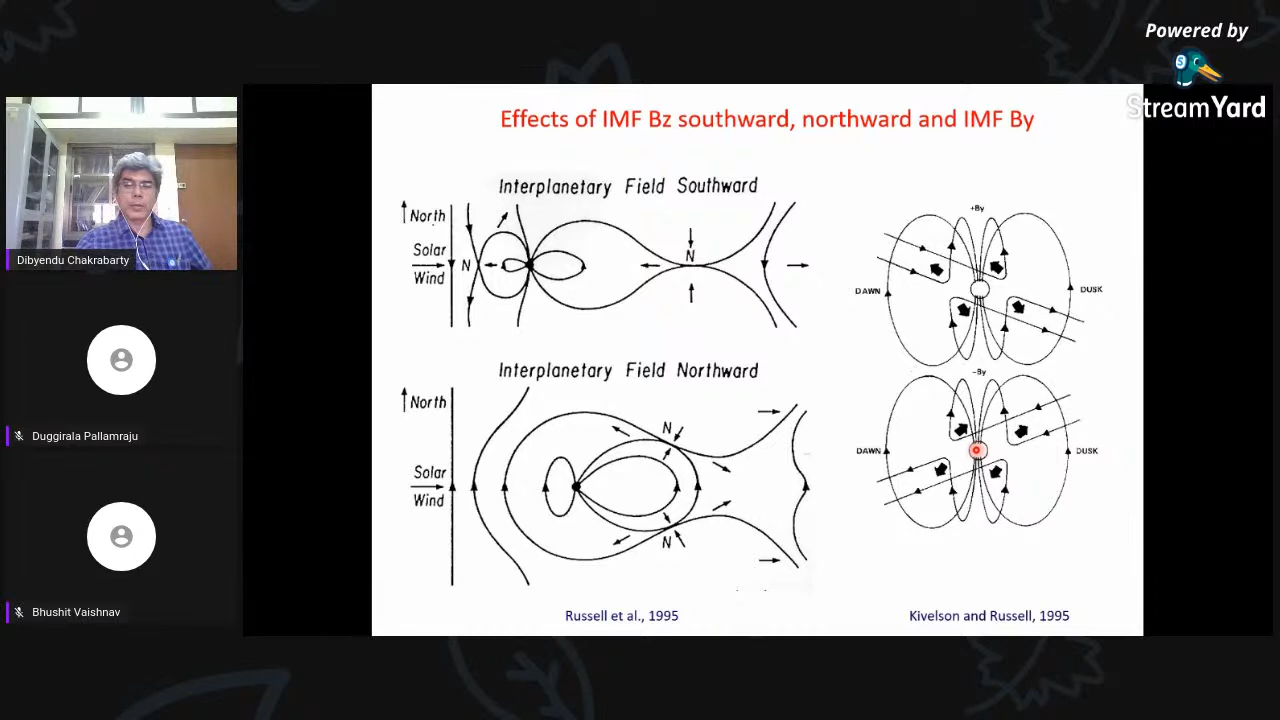 Powered by
StreamYard
Dibyendu Chakrabarty
Duggirala Pallamraju
Bhushit Vaishnav
Effects of IMF Bz southward, northward and IMF By
Interplanetary Field Southward
North
Solar
Wind
N
N
Interplanetary Field Northward
North
Solar
Wind
N
N
Russell et al., 1995
+By
DAWN
DUSK
-By
DAWN
DUSK
Kivelson and Russell, 1995